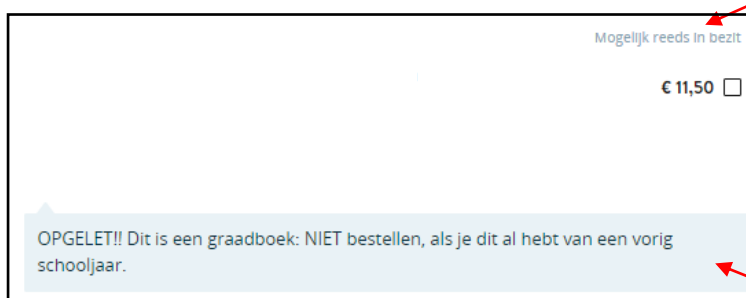 Mogelijk reeds in bezit
€ 11,50
OPGELET!! Dit is een graadboek: NIET bestellen, als je dit al hebt van een vorig
schooljaar.